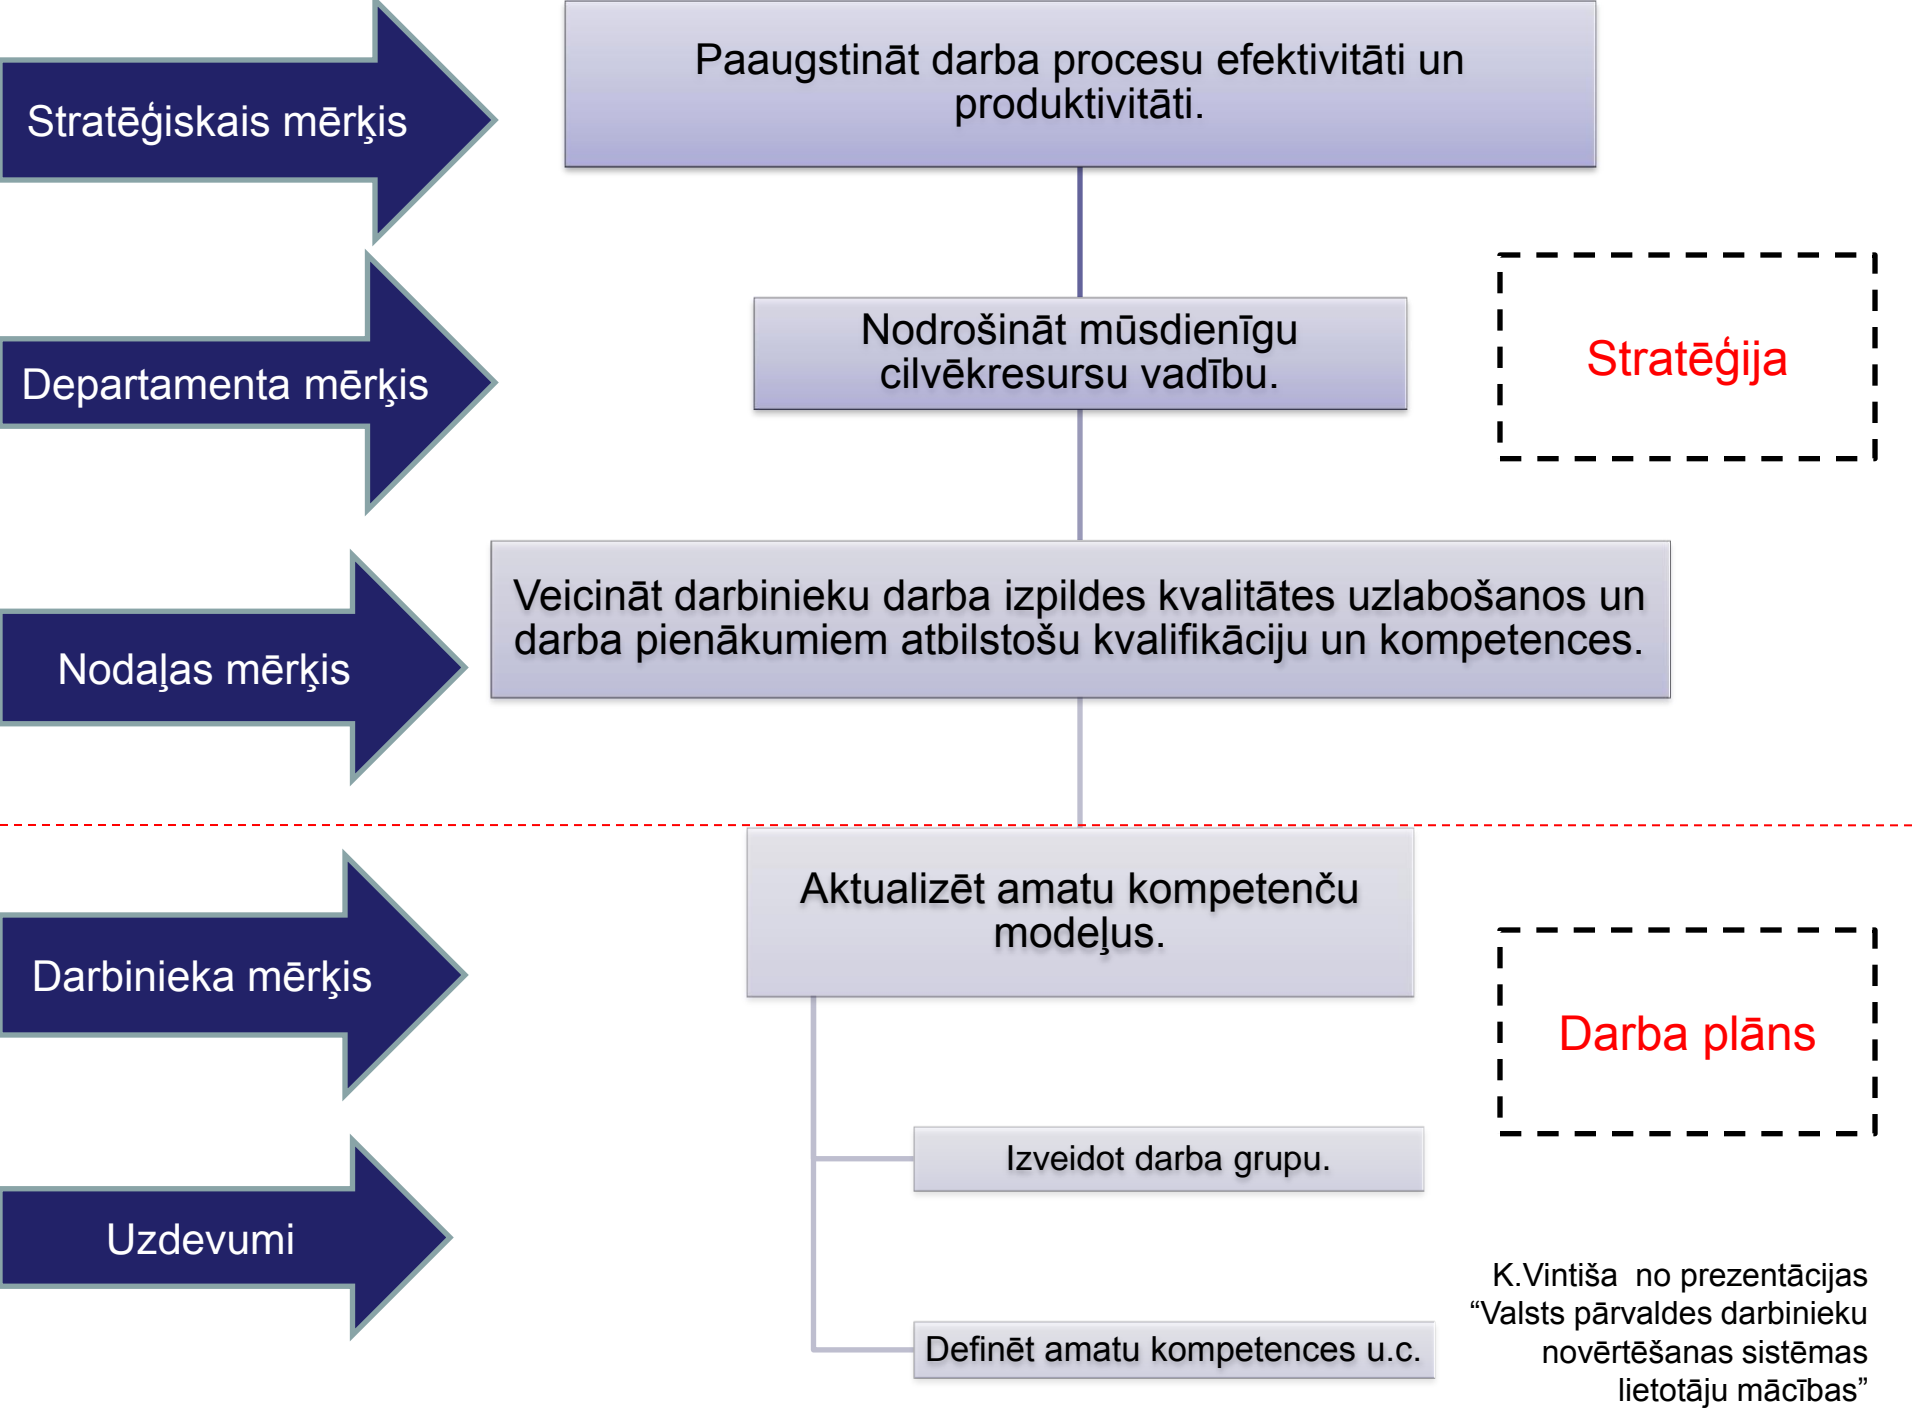 Stratēģiskais mērķis
Paaugstināt darba procesu efektivitāti un
produktivitāti.
Departamenta mērķis
Nodrošināt mūsdienīgu
cilvēkresursu vadību.
Stratēģija
Nodaļas mērķis
Veicināt darbinieku darba izpildes kvalitātes uzlabošanos un
darba pienākumiem atbilstošu kvalifikāciju un kompetences.
Darbinieka mērķis
Aktualizēt amatu kompetenču
modeļus.
Darba plāns
Uzdevumi
Izveidot darba grupu.
Definēt amatu kompetences u.c.
K.Vintiša no prezentācijas
“Valsts pārvaldes darbinieku
novērtēšanas sistēmas
lietotāju mācības”